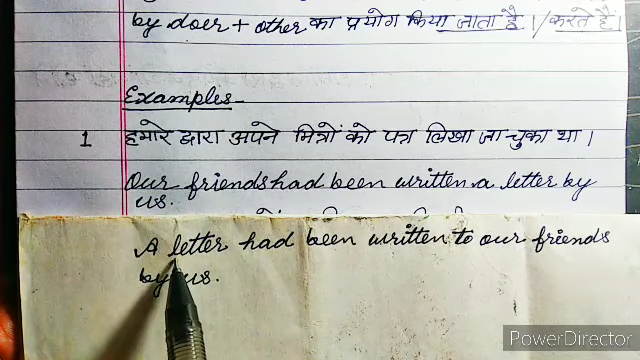 by doer + other का प्रयोग किया जाता है। / करते है।
Examples-
1 हमारे द्वारा अपने मित्रों को पत्र लिखा जा चुका था।
Our friends had been written a letter by
us.
A letter had been written to our friends
by us.
PowerDirector